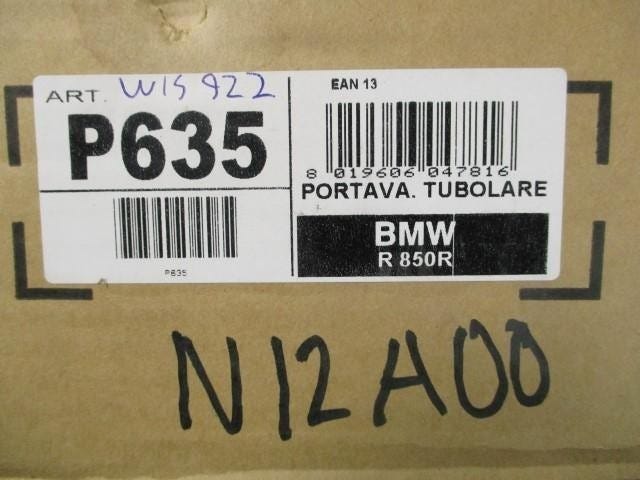 ART. WIS 922
P635
P635
EAN 13
8 019606 047816
PORTAVA. TUBOLARE
BMW
R 850R
N12A00